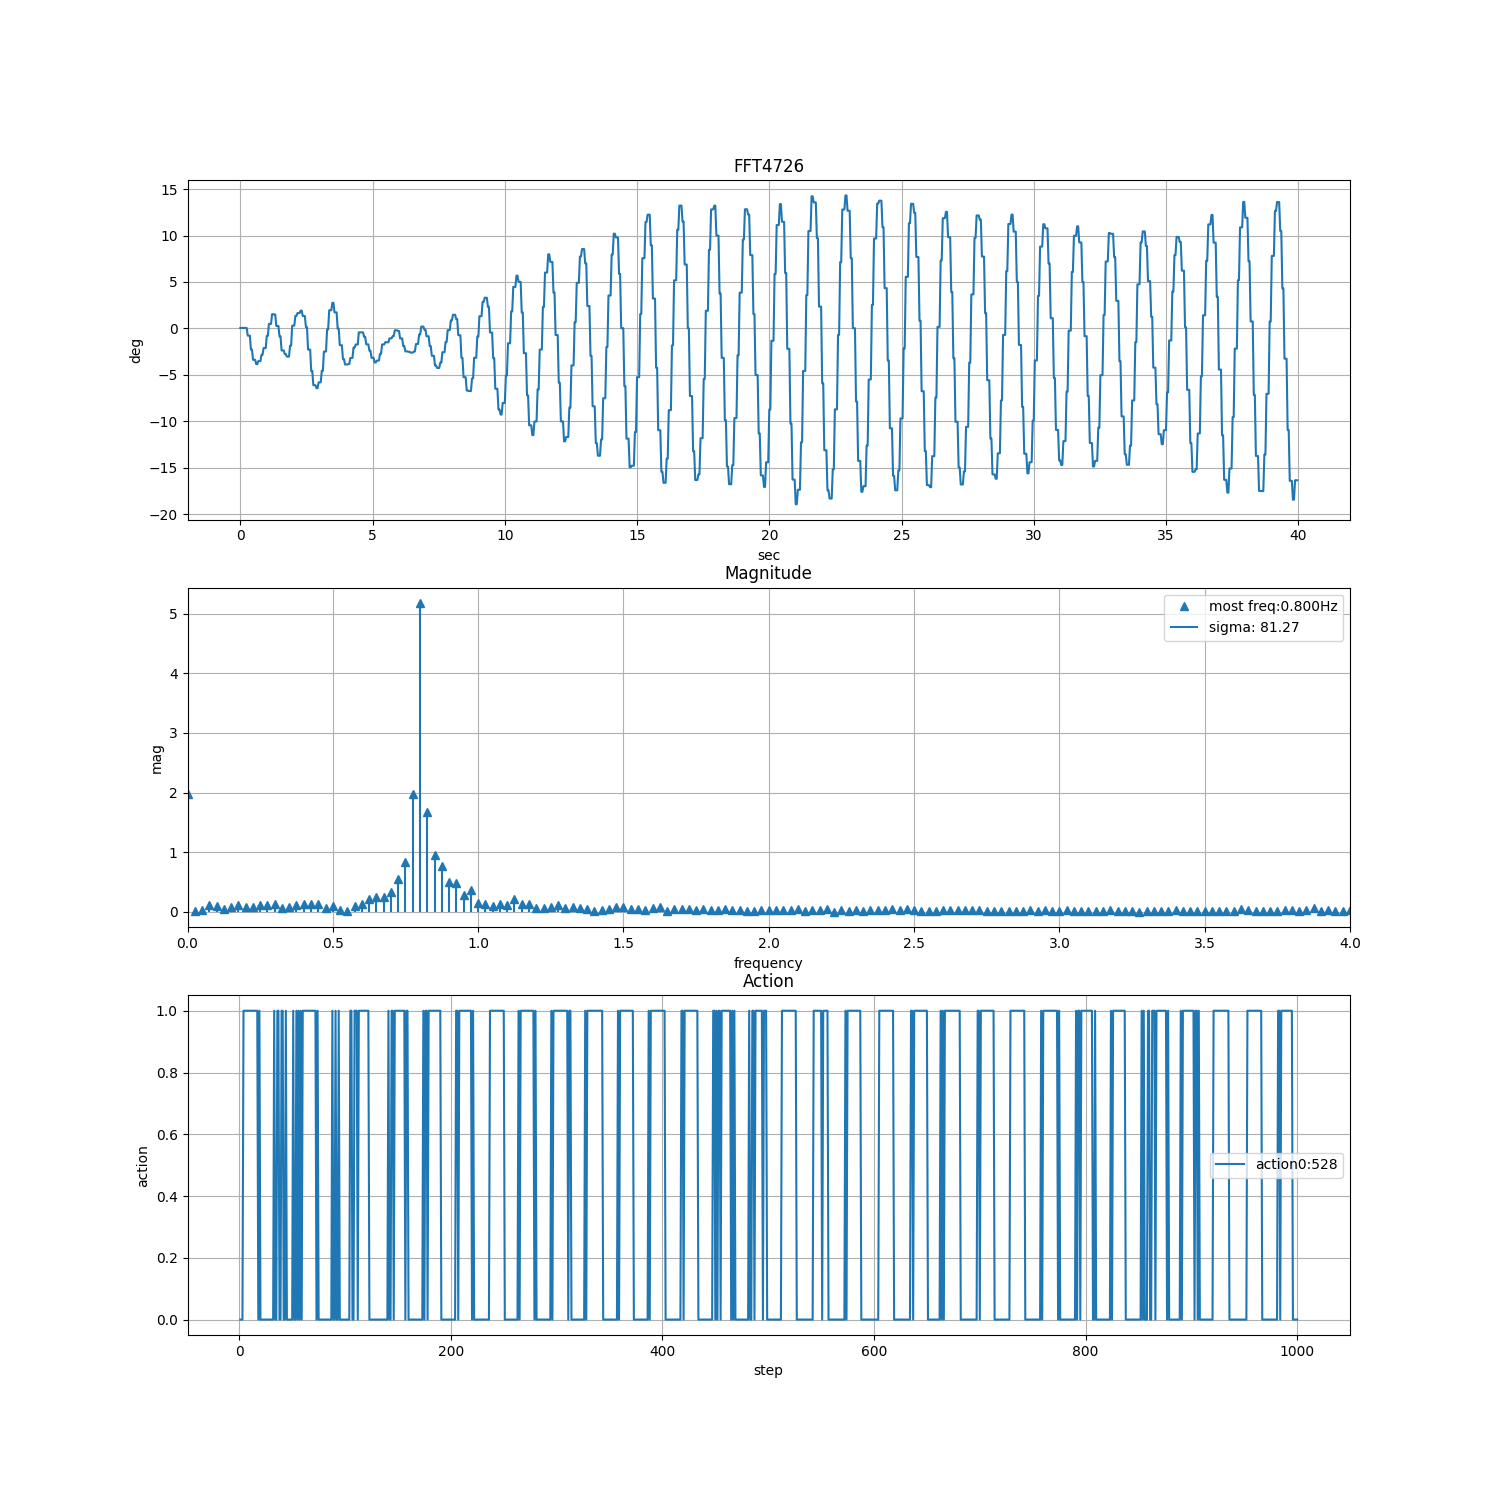 FFT4726
15
10
5
0
−5
−10
−15
−20
deg
0 5 10 15 20 25 30 35 40
sec
Magnitude
most freq:0.800Hz
sigma: 81.27
5
4
3
2
1
0
mag
0.0 0.5 1.0 1.5 2.0 2.5 3.0 3.5 4.0
frequency
Action
1.0
0.8
0.6
0.4
0.2
0.0
action
action0:528
0 200 400 600 800 1000
step